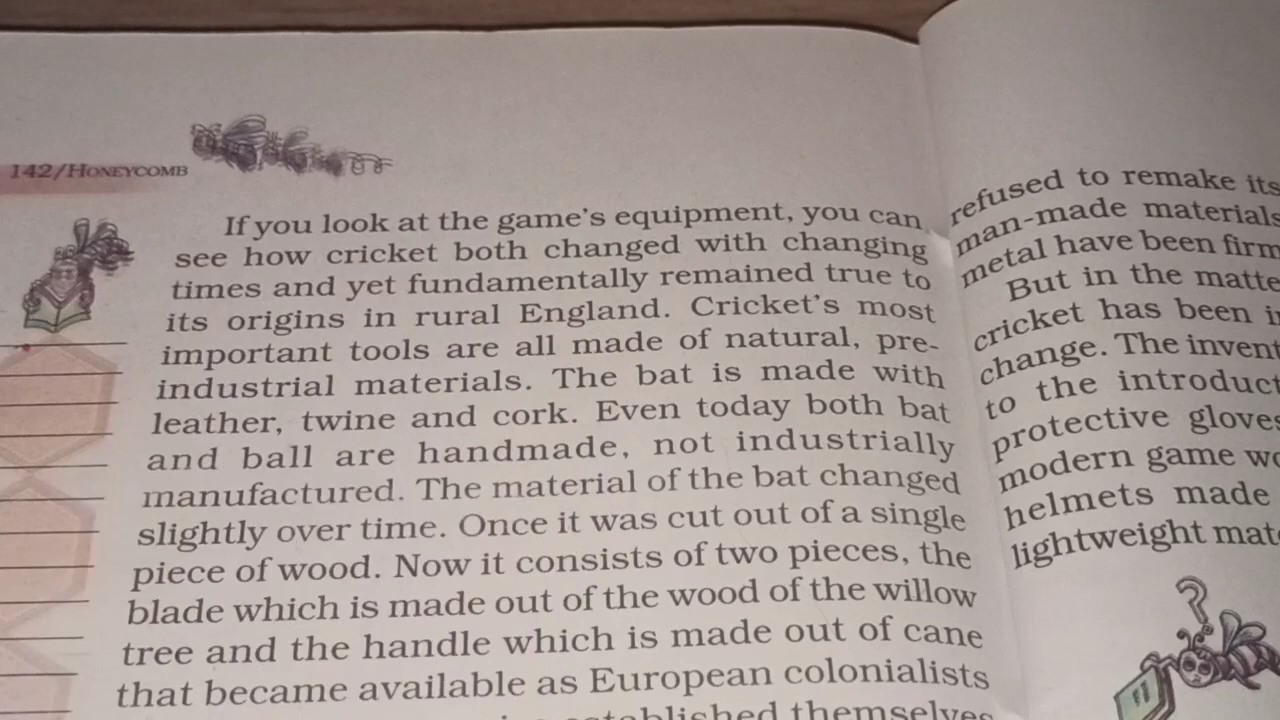 142/HONEYCOMB
If you look at the game's equipment, you can
see how cricket both changed with changing
times and yet fundamentally remained true to
its origins in rural England. Cricket's most
important tools are all made of natural, pre-
industrial materials. The bat is made with
leather, twine and cork. Even today both bat
and ball are handmade, not industrially
manufactured. The material of the bat changed
slightly over time. Once it was cut out of a single
piece of wood. Now it consists of two pieces, the
blade which is made out of the wood of the willow
tree and the handle which is made out of cane
that became available as European colonialists
established themselves
refused to remake its
man-made materials
metal have been firm
But in the matte
cricket has been i
change. The invent
to the introduct
protective gloves
modern game wo
helmets made
lightweight mate
?